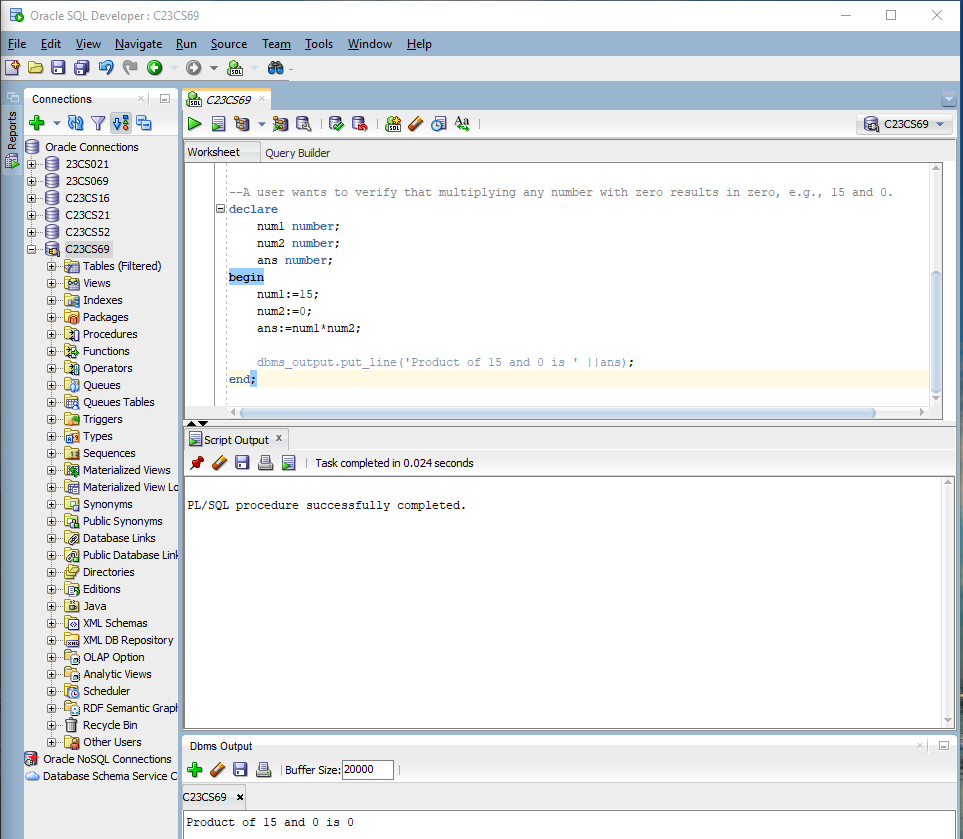 Oracle SQL Developer : C23CS69
File Edit View Navigate Run Source Team Tools Window Help
Reports
Connections
Oracle Connections
23CS021
23CS069
C23CS16
C23CS21
C23CS52
C23CS69
Tables (Filtered)
Views
Indexes
Packages
Procedures
Functions
Operators
Queues
Queues Tables
Triggers
Types
Sequences
Materialized Views
Materialized View Lo
Synonyms
Public Synonyms
Database Links
Public Database Link
Directories
Editions
Java
XML Schemas
XML DB Repository
OLAP Option
Analytic Views
Scheduler
RDF Semantic Graph
Recycle Bin
Other Users
Oracle NoSQL Connections
Database Schema Service C
C23CS69
C23CS69
Worksheet Query Builder
--A user wants to verify that multiplying any number with zero results in zero, e.g., 15 and 0.
declare
num1 number;
num2 number;
ans number;
begin
num1:=15;
num2:=0;
ans:=num1*num2;
dbms_output.put_line('Product of 15 and 0 is ' ||ans);
end;
Script Output
Task completed in 0.024 seconds
PL/SQL procedure successfully completed.
Dbms Output
Buffer Size: 20000
C23CS69
Product of 15 and 0 is 0